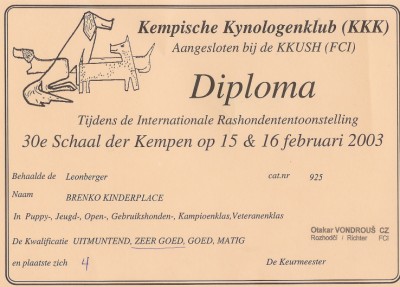 Kempische Kynologenklub (KKK)
Aangesloten bij de KKUSH (FCI)
Diploma
Tijdens de Internationale Rashondententoonstelling
30e Schaal der Kempen op 15 & 16 februari 2003
Behaalde de Leonberger cat.nr 925
Naam BRENKO KINDERPLACE
In Puppy-, Jeugd-, Open-, Gebruikshonden-, Kampioenklas,Veteranenklas
Otakar VONDROUŠ CZ
Rozhodčí / Richter FCI
De Kwalificatie UITMUNTEND, ZEER GOED, GOED, MATIG
en plaatste zich 4 De Keurmeester